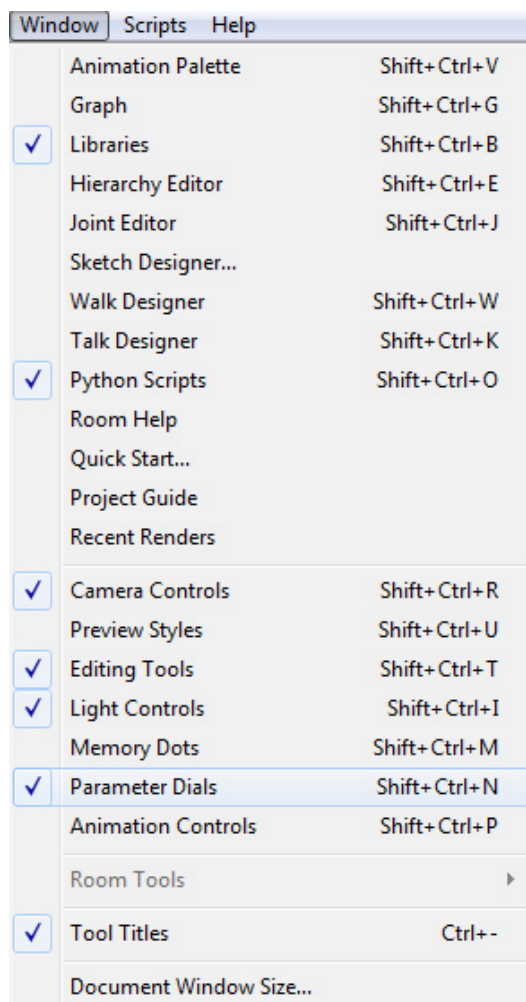 Window Scripts Help
Animation Palette Shift+Ctrl+V
Graph Shift+Ctrl+G
Libraries Shift+Ctrl+B
Hierarchy Editor Shift+Ctrl+E
Joint Editor Shift+Ctrl+J
Sketch Designer...
Walk Designer Shift+Ctrl+W
Talk Designer Shift+Ctrl+K
Python Scripts Shift+Ctrl+O
Room Help
Quick Start...
Project Guide
Recent Renders
Camera Controls Shift+Ctrl+R
Preview Styles Shift+Ctrl+U
Editing Tools Shift+Ctrl+T
Light Controls Shift+Ctrl+I
Memory Dots Shift+Ctrl+M
Parameter Dials Shift+Ctrl+N
Animation Controls Shift+Ctrl+P
Room Tools
Tool Titles Ctrl+-
Document Window Size...